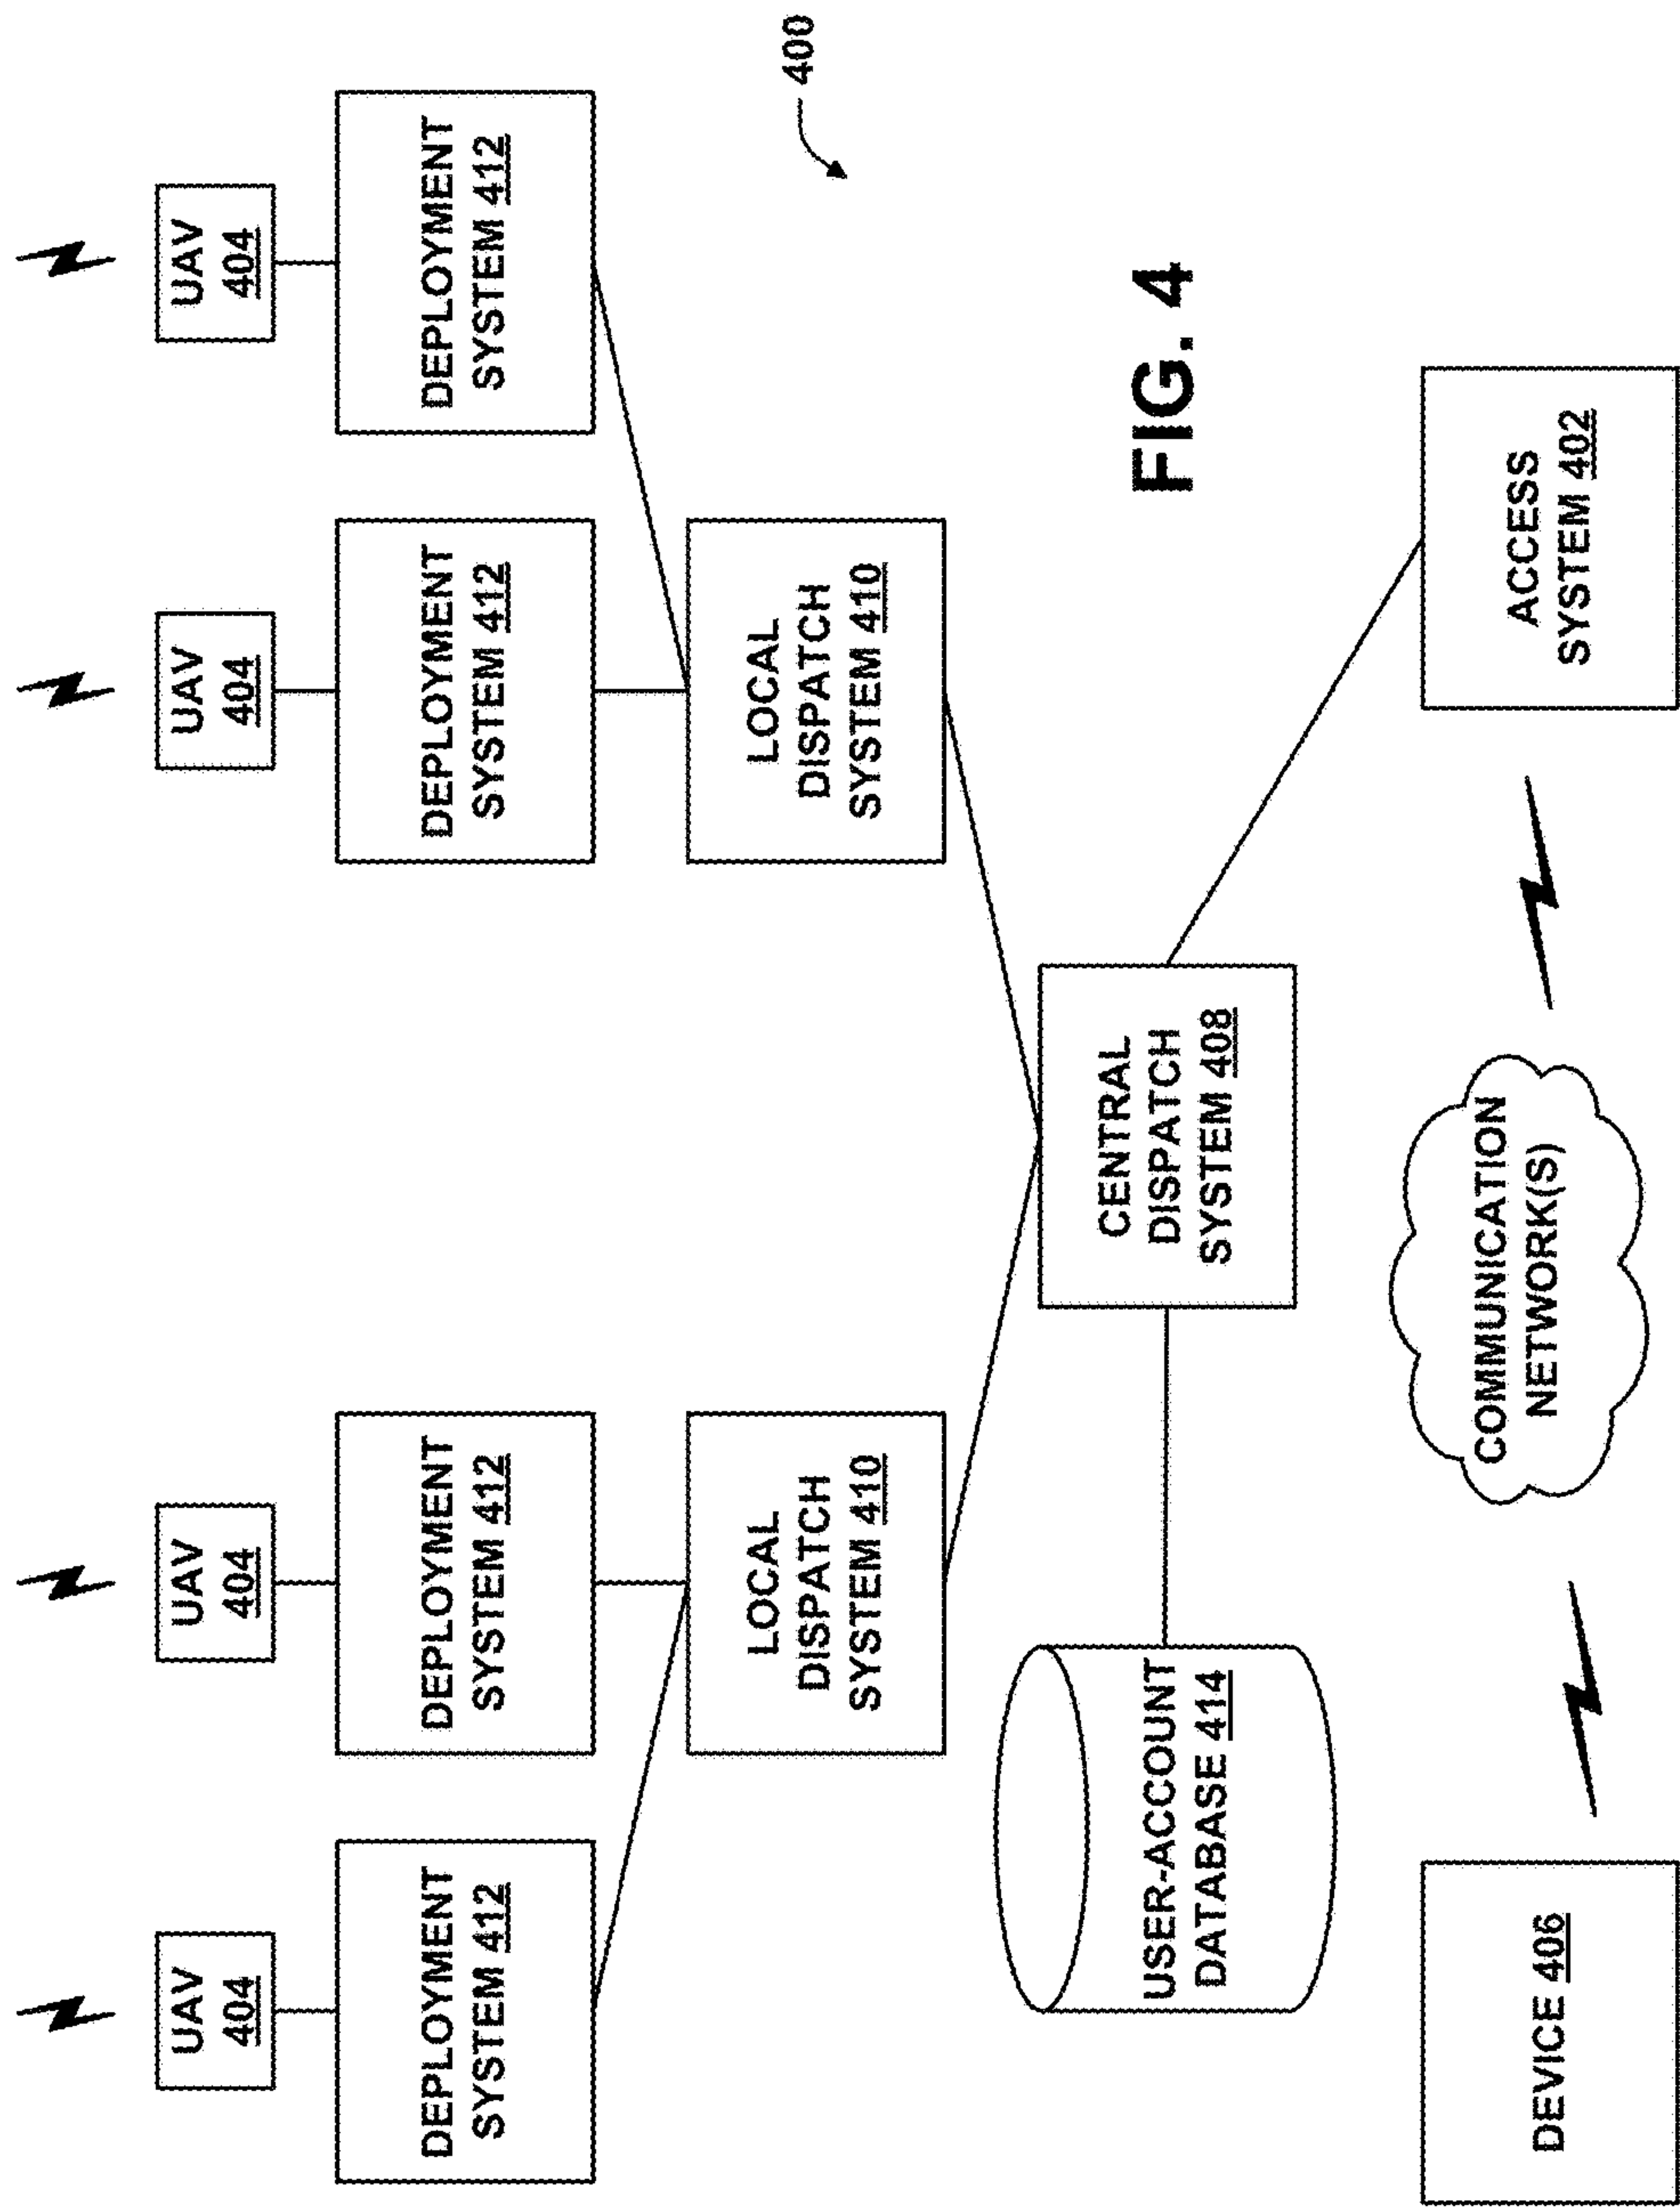 UAV
404
UAV
404
UAV
404
UAV
404
DEPLOYMENT
SYSTEM 412
DEPLOYMENT
SYSTEM 412
DEPLOYMENT
SYSTEM 412
DEPLOYMENT
SYSTEM 412
LOCAL
DISPATCH
SYSTEM 410
LOCAL
DISPATCH
SYSTEM 410
400
USER-ACCOUNT
DATABASE 414
CENTRAL
DISPATCH
SYSTEM 408
FIG. 4
DEVICE 406
COMMUNICATION
NETWORK(S)
ACCESS
SYSTEM 402